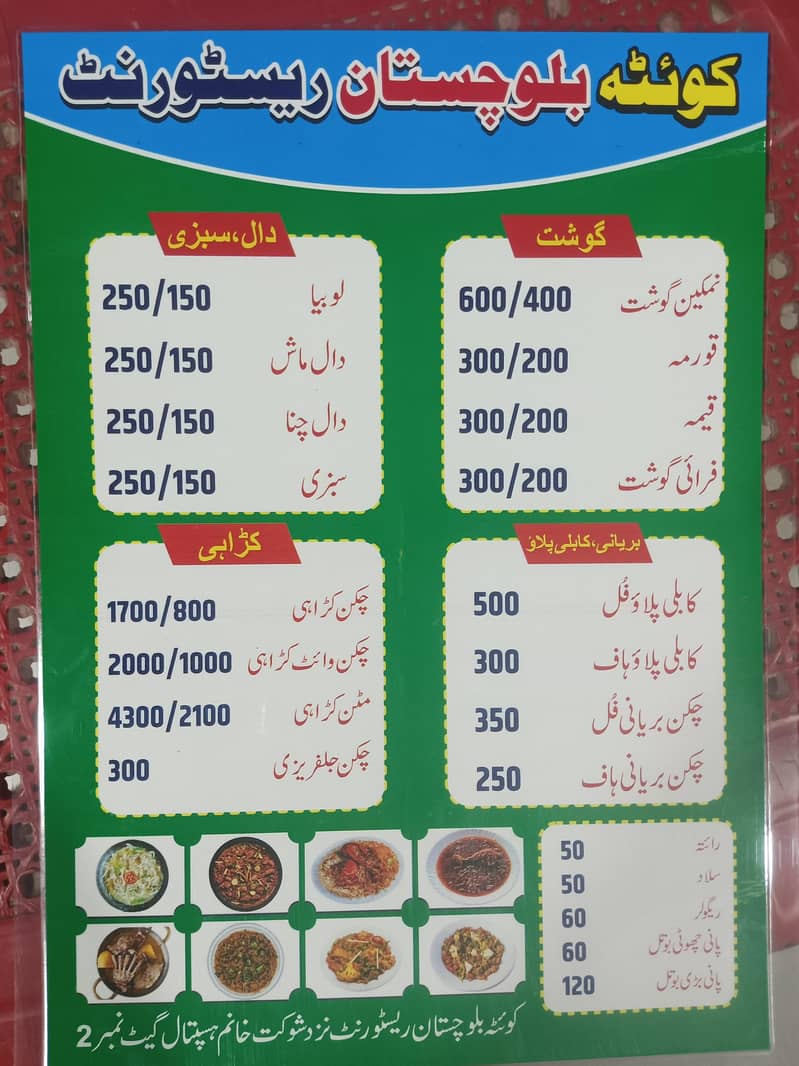 کوئٹہ بلوچستان ریسٹورنٹ
گوشت
نمکین گوشت 600/400
قورمہ 300/200
قیمہ 300/200
فرائی گوشت 300/200
دال،سبزی
لوبیا 250/150
دال ماش 250/150
دال چنا 250/150
سبزی 250/150
بریانی،کابلی پلاؤ
کابلی پلاؤ فُل 500
کابلی پلاؤ ہاف 300
چکن بریانی فُل 350
چکن بریانی ہاف 250
کڑاہی
چکن کڑاہی 1700/800
چکن وائٹ کڑاہی 2000/1000
مٹن کڑاہی 4300/2100
چکن جلفریزی 300
رائتہ 50
سلاد 50
ریگولر 60
پانی چھوٹی بوتل 60
پانی بڑی بوتل 120
کوئٹہ بلوچستان ریسٹورنٹ نزد شوکت خانم ہسپتال گیٹ نمبر 2